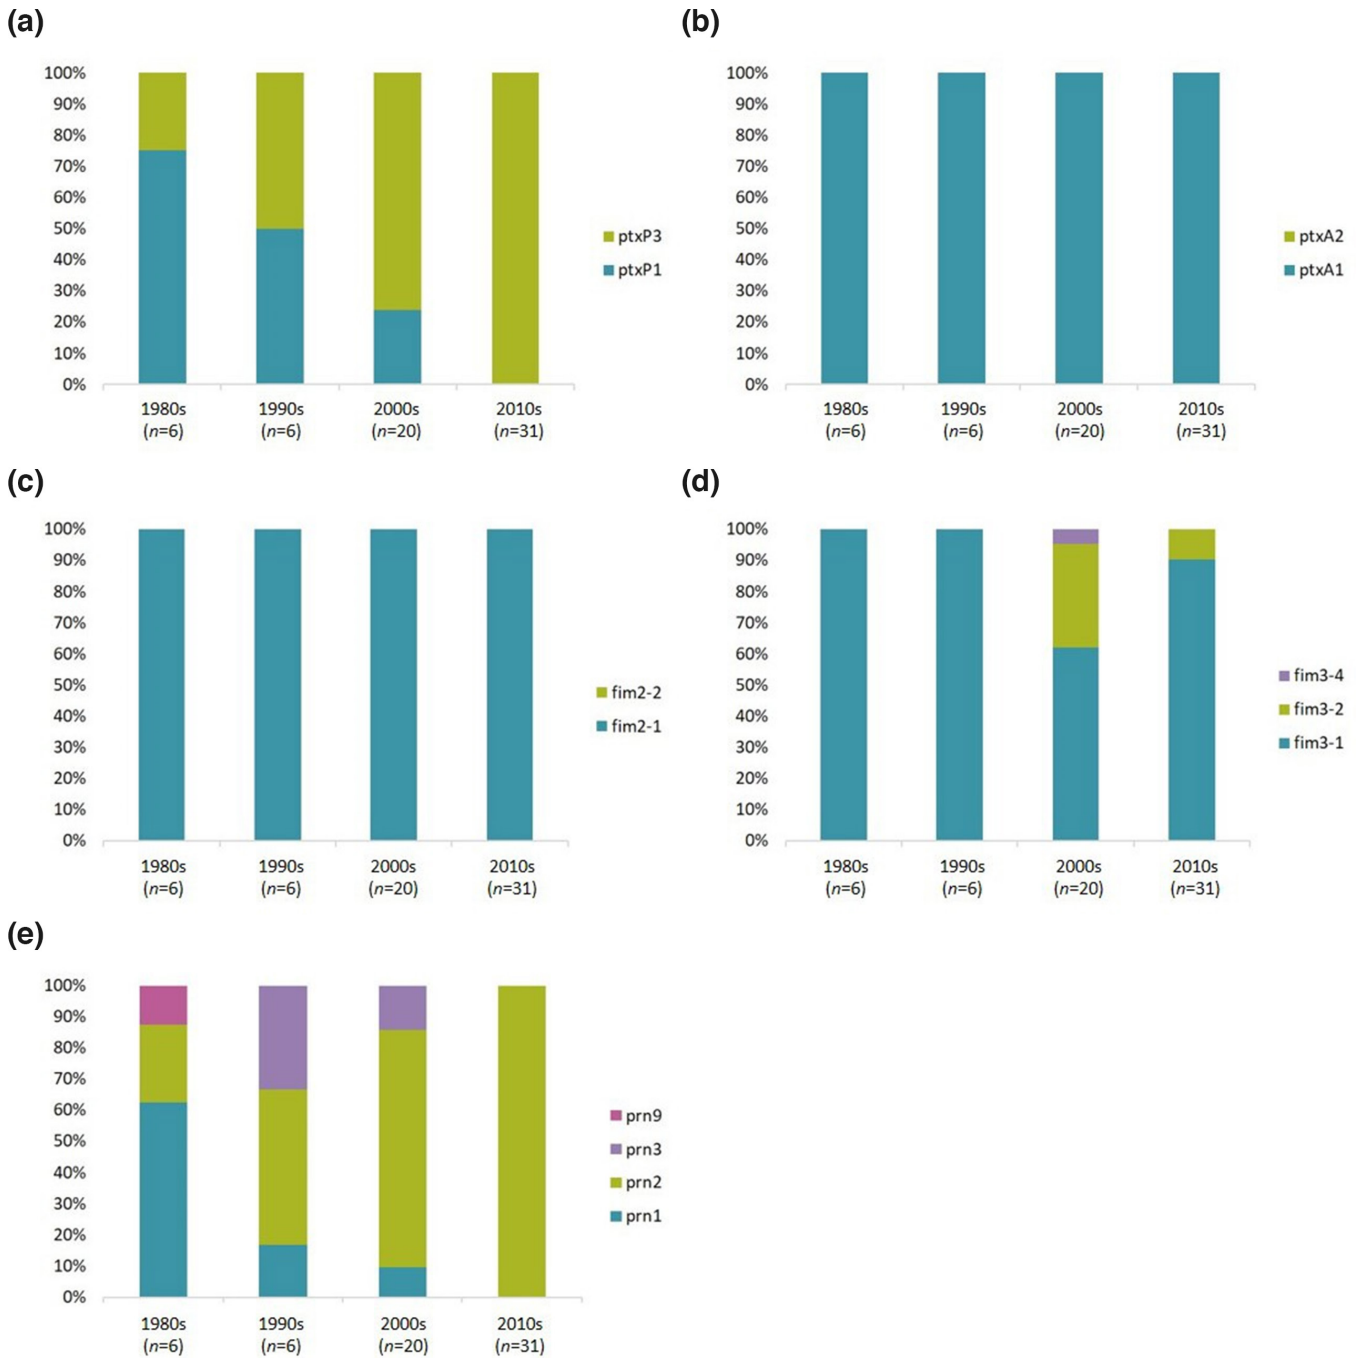 (a)
100%
90%
80%
70%
60%
50%
40%
30%
20%
10%
0%
1980s
(n=6)
1990s
(n=6)
2000s
(n=20)
2010s
(n=31)
ptxP3
ptxP1
(b)
100%
90%
80%
70%
60%
50%
40%
30%
20%
10%
0%
1980s
(n=6)
1990s
(n=6)
2000s
(n=20)
2010s
(n=31)
ptxA2
ptxA1
(c)
100%
90%
80%
70%
60%
50%
40%
30%
20%
10%
0%
1980s
(n=6)
1990s
(n=6)
2000s
(n=20)
2010s
(n=31)
fim2-2
fim2-1
(d)
100%
90%
80%
70%
60%
50%
40%
30%
20%
10%
0%
1980s
(n=6)
1990s
(n=6)
2000s
(n=20)
2010s
(n=31)
fim3-4
fim3-2
fim3-1
(e)
100%
90%
80%
70%
60%
50%
40%
30%
20%
10%
0%
1980s
(n=6)
1990s
(n=6)
2000s
(n=20)
2010s
(n=31)
prn9
prn3
prn2
prn1